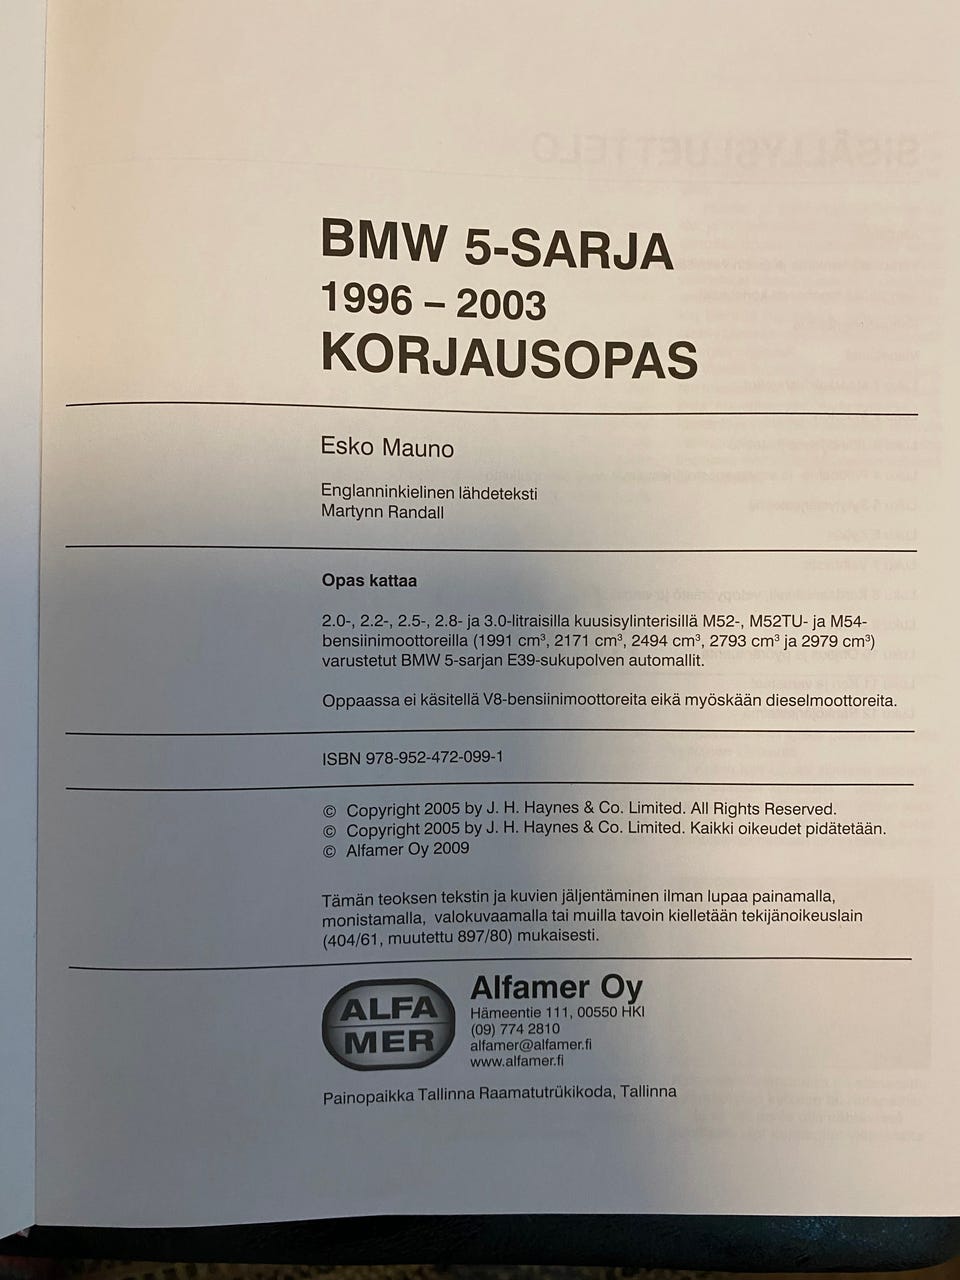 BMW 5-SARJA
1996 – 2003
KORJAUSOPAS
Esko Mauno
Englanninkielinen lähdeteksti
Martynn Randall
Opas kattaa
2.0-, 2.2-, 2.5-, 2.8- ja 3.0-litraisilla kuusisylinterisillä M52-, M52TU- ja M54-
bensiinimoottoreilla (1991 cm³, 2171 cm³, 2494 cm³, 2793 cm³ ja 2979 cm³)
varustetut BMW 5-sarjan E39-sukupolven automallit.
Oppaassa ei käsitellä V8-bensiinimoottoreita eikä myöskään dieselmoottoreita.
ISBN 978-952-472-099-1
© Copyright 2005 by J. H. Haynes & Co. Limited. All Rights Reserved.
© Copyright 2005 by J. H. Haynes & Co. Limited. Kaikki oikeudet pidätetään.
© Alfamer Oy 2009
Tämän teoksen tekstin ja kuvien jäljentäminen ilman lupaa painamalla,
monistamalla, valokuvaamalla tai muilla tavoin kielletään tekijänoikeuslain
(404/61, muutettu 897/80) mukaisesti.
ALFA
MER
Alfamer Oy
Hämeentie 111, 00550 HKI
(09) 774 2810
alfamer@alfamer.fi
www.alfamer.fi
Painopaikka Tallinna Raamatutrükikoda, Tallinna
SISÄLLYSLUETTELO